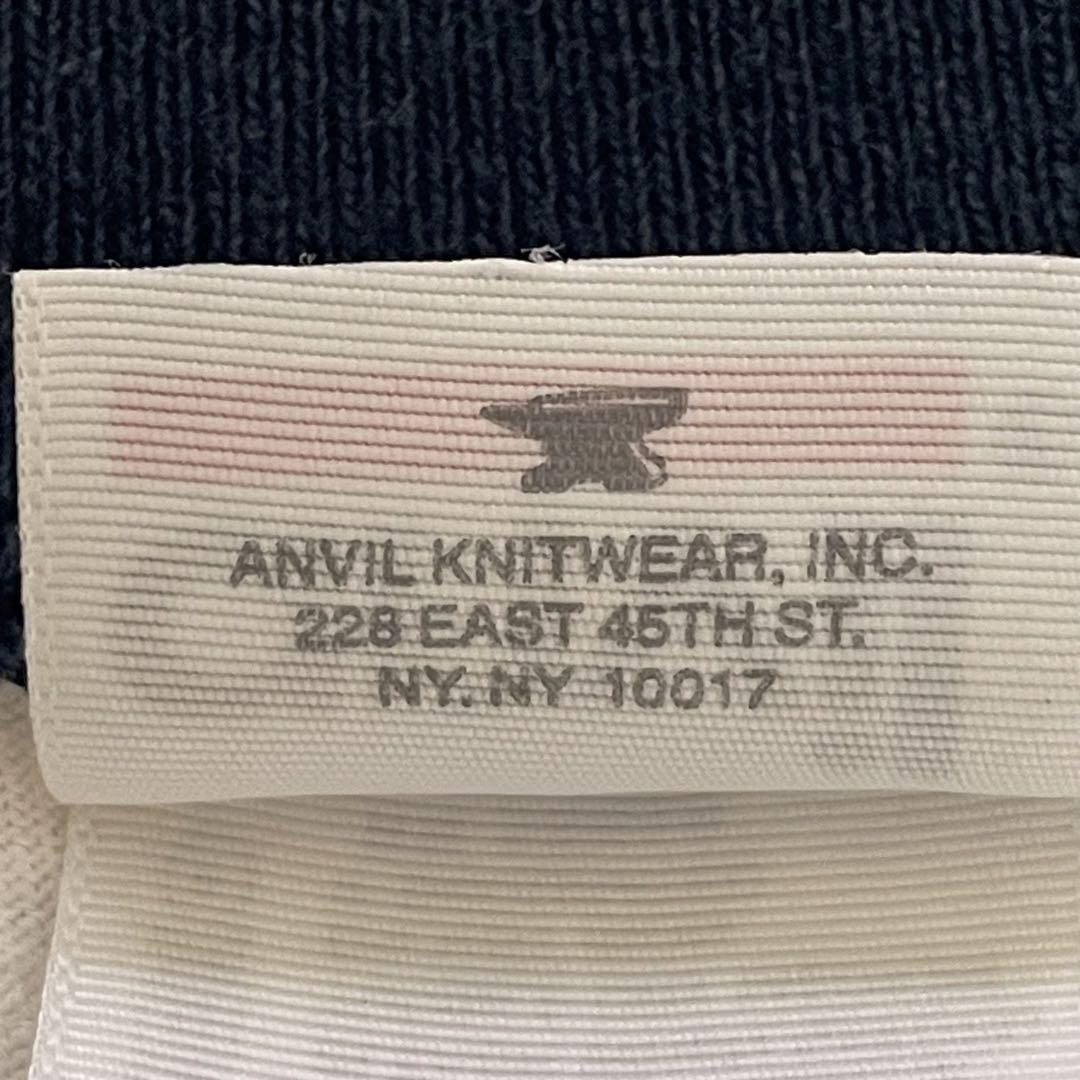 ANVIL KNITWEAR, INC.
228 EAST 45TH ST.
NY. NY 10017